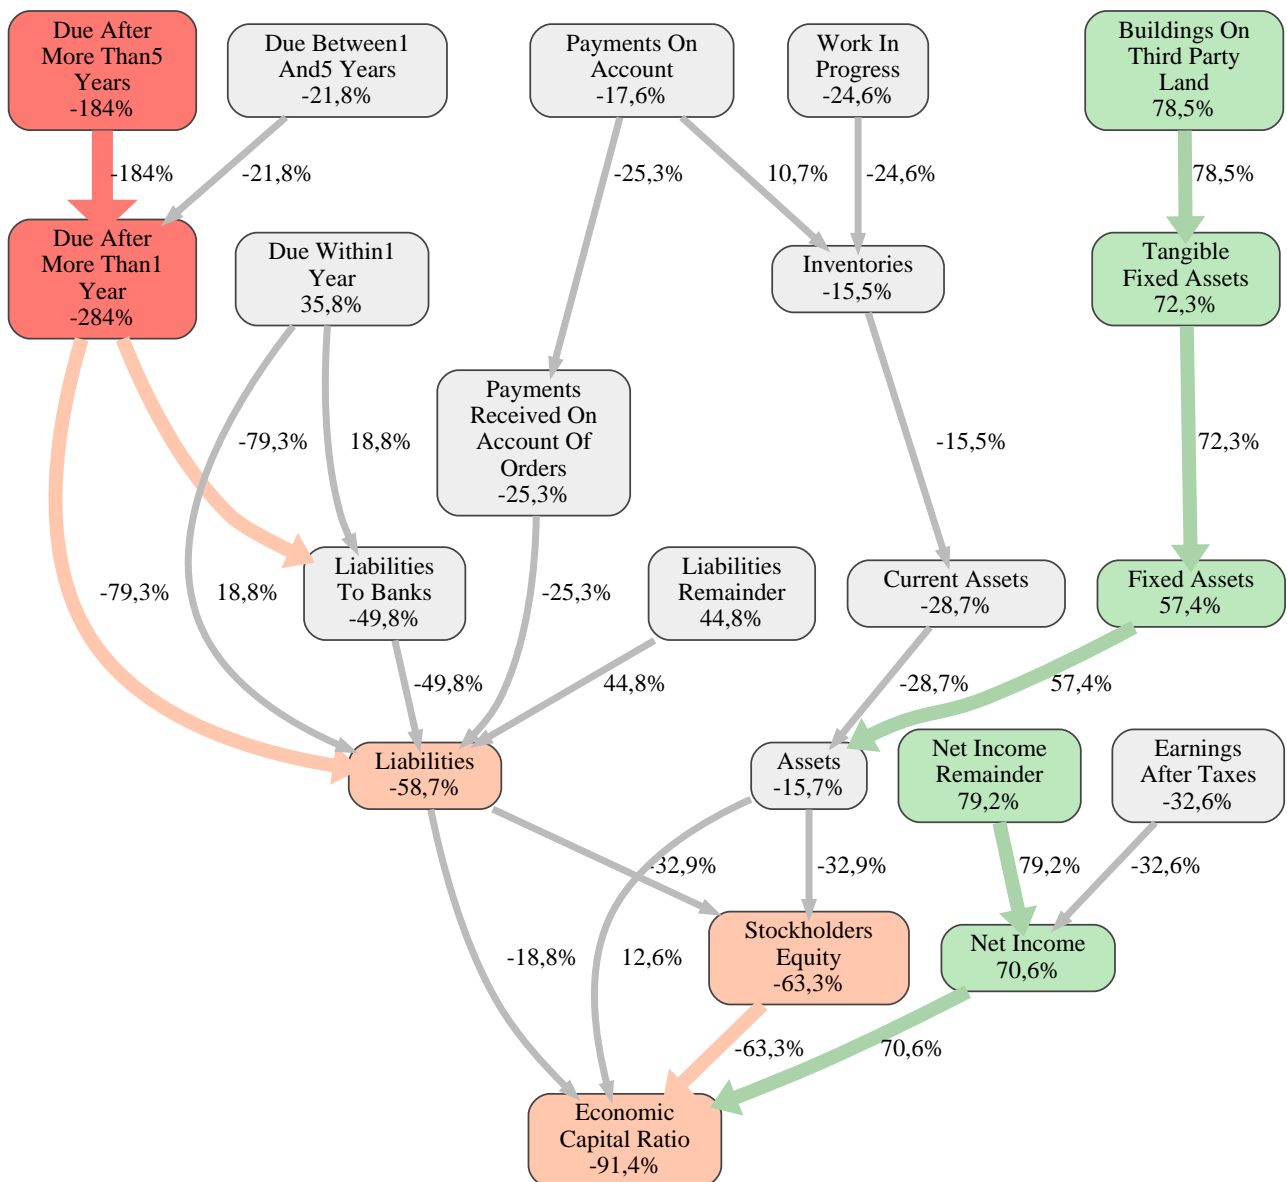 Due After
More Than5
Years
-184%
Due Between1
And5 Years
-21,8%
Payments On
Account
-17,6%
Work In
Progress
-24,6%
Buildings On
Third Party
Land
78,5%
-184%
-21,8%
-25,3%
10,7%
-24,6%
78,5%
Due After
More Than1
Year
-284%
Due Within1
Year
35,8%
Inventories
-15,5%
Tangible
Fixed Assets
72,3%
Payments
Received On
Account Of
Orders
-25,3%
-79,3%
18,8%
-15,5%
72,3%
Liabilities
To Banks
-49,8%
Liabilities
Remainder
44,8%
Current Assets
-28,7%
Fixed Assets
57,4%
-79,3%
18,8%
-25,3%
-49,8%
44,8%
-28,7%
57,4%
Liabilities
-58,7%
Assets
-15,7%
Net Income
Remainder
79,2%
Earnings
After Taxes
-32,6%
-32,9%
-32,9%
79,2%
-32,6%
Stockholders
Equity
-63,3%
Net Income
70,6%
-18,8%
12,6%
-63,3%
70,6%
Economic
Capital Ratio
-91,4%